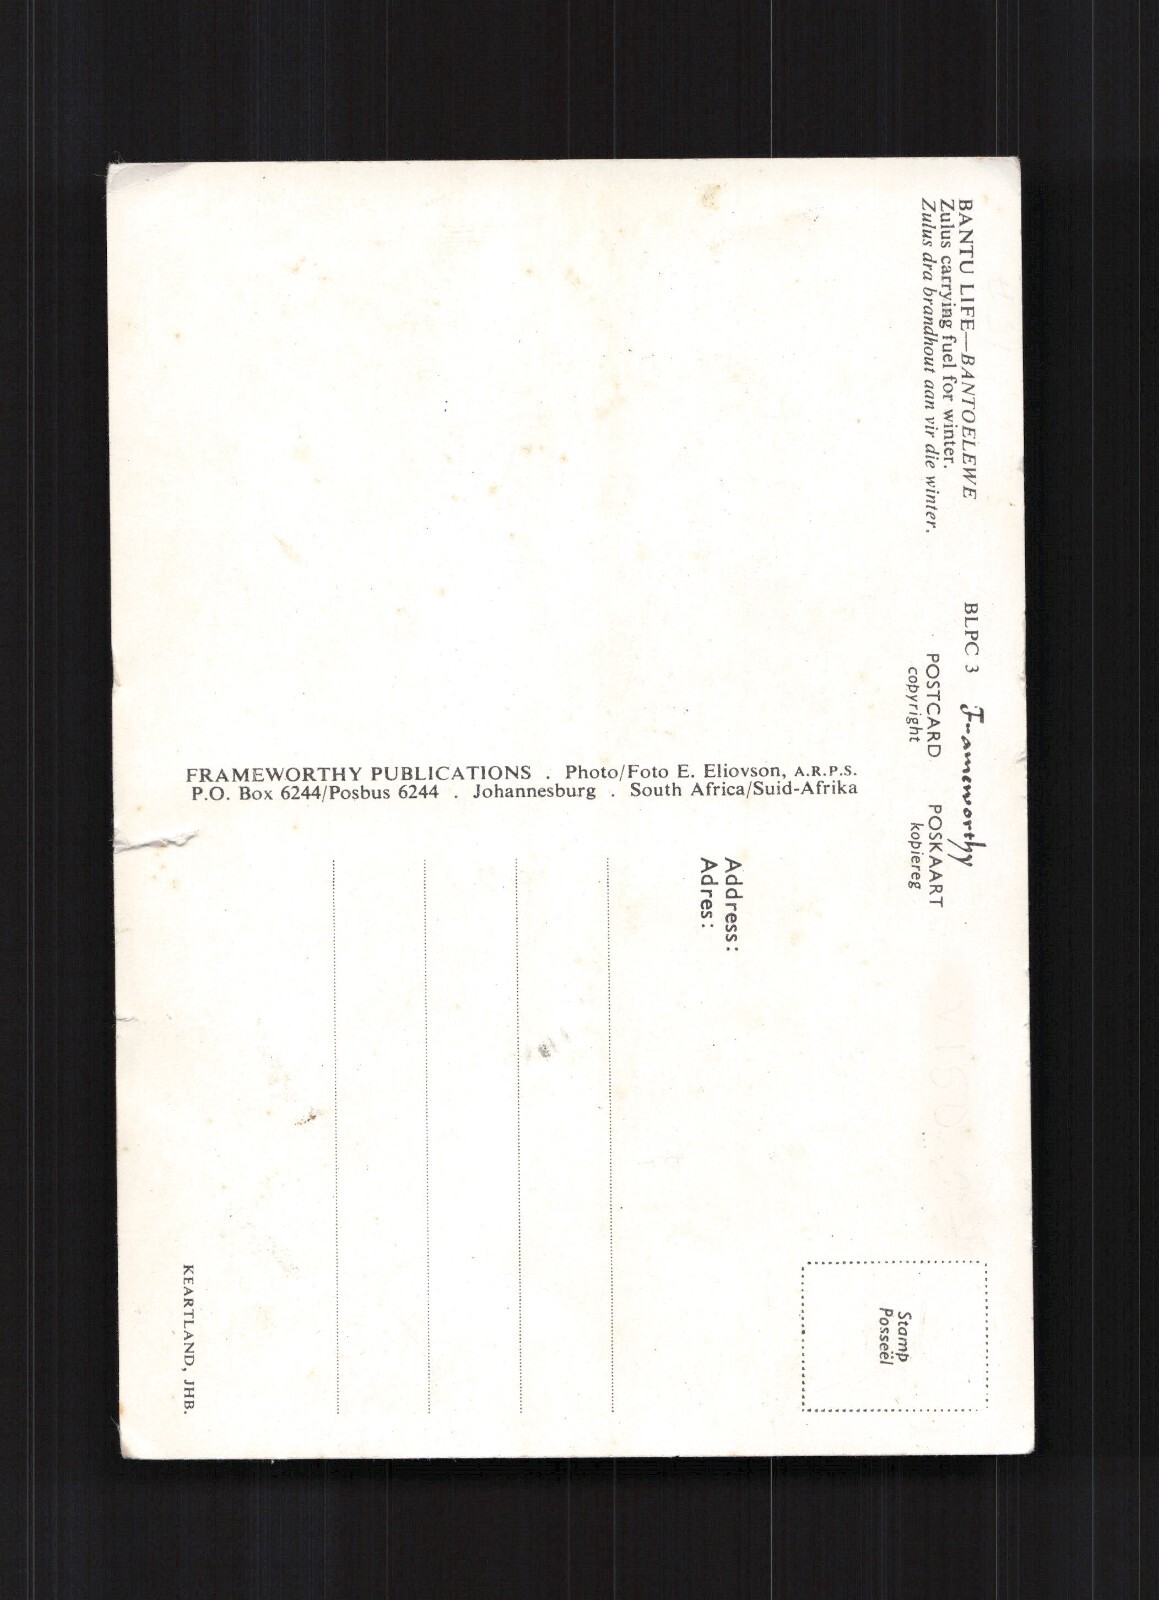 BANTU LIFE—BANTOELEWE
Zulus carrying fuel for winter.
Zulus dra brandhout aan vir die winter.
BLPC 3
Frameworthy
POSTCARD POSKAART
copyright kopiereg
FRAMEWORTHY PUBLICATIONS . Photo/Foto E. Eliovson, A.R.P.S.
P.O. Box 6244/Posbus 6244 . Johannesburg . South Africa/Suid-Afrika
Stamp
Posseël
Address:
Adres:
KEARTLAND, JHB.